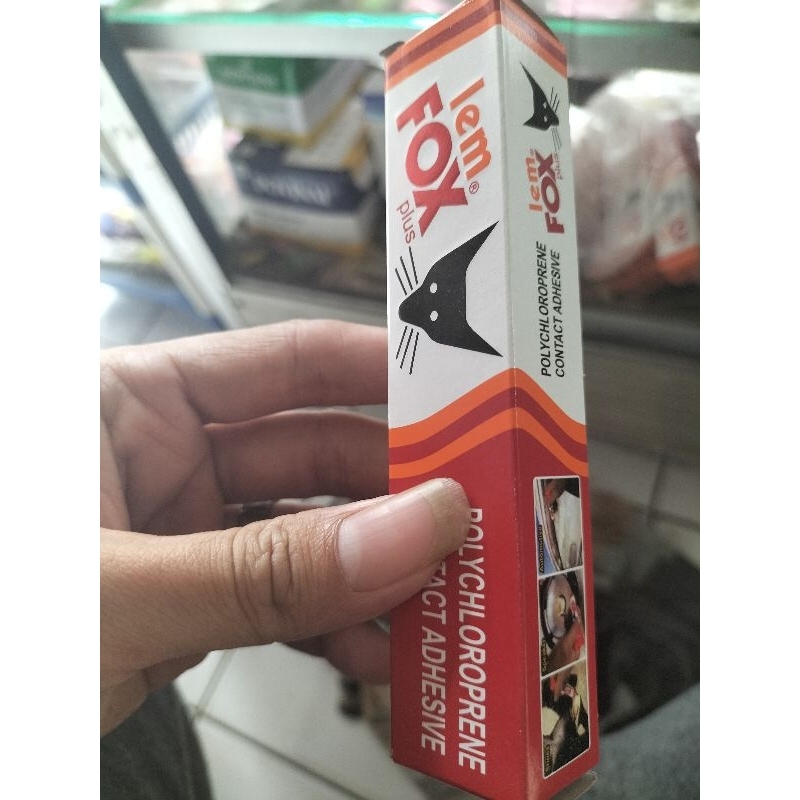 lem®
FOX
plus
POLYCHLOROPRENE
TACT ADHESIVE
lem
FOX
plus
POLYCHLOROPRENE
CONTACT ADHESIVE